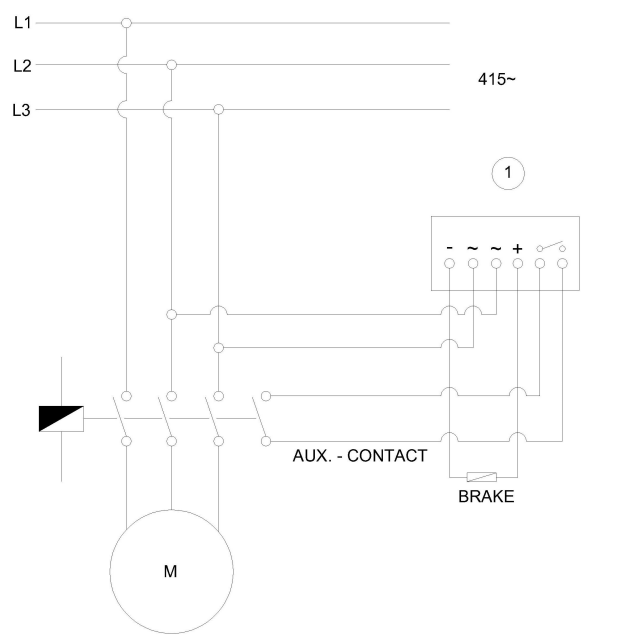 L1
L2
415~
L3
1
- ~ ~ +
AUX. - CONTACT
BRAKE
M